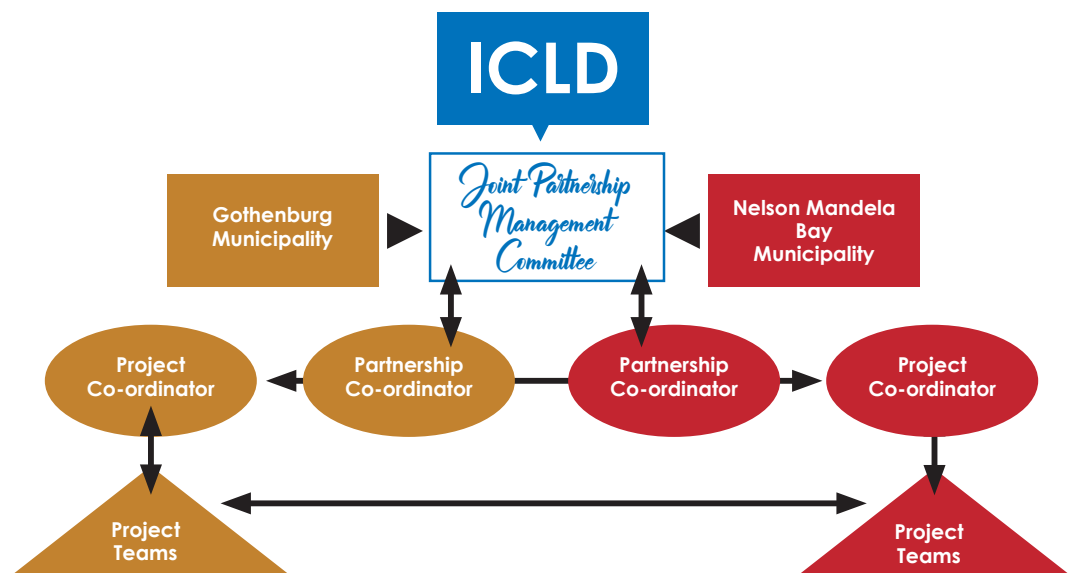 ICLD
Joint Partnership
Management
Committee
Gothenburg
Municipality
Nelson Mandela
Bay
Municipality
Project
Co-ordinator
Partnership
Co-ordinator
Partnership
Co-ordinator
Project
Co-ordinator
Project
Teams
Project
Teams